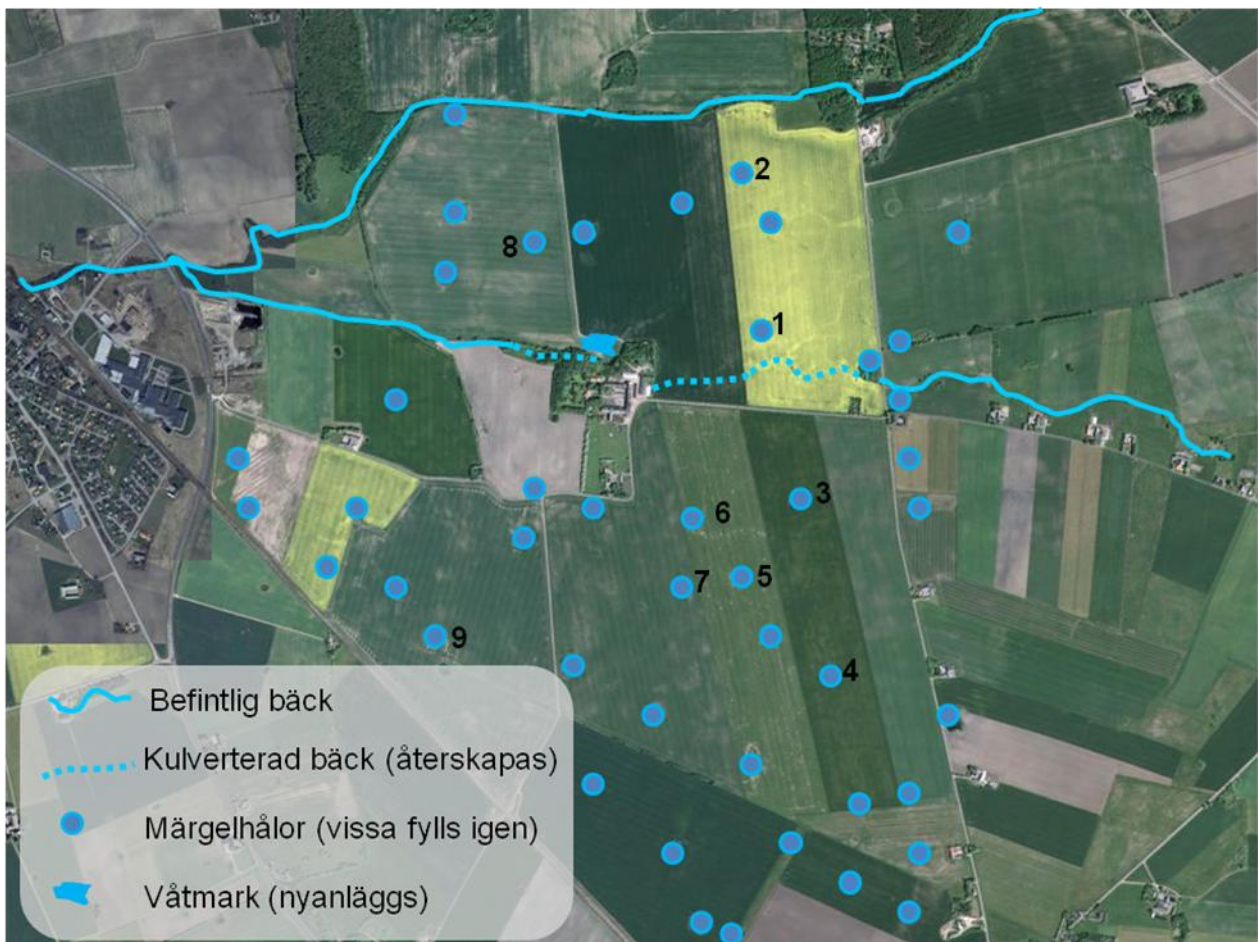 2
8
1
3
6
5
7
9
4
Befintlig bäck
Kulverterad bäck (återskapas)
Märgelhålor (vissa fylls igen)
Våtmark (nyanläggs)